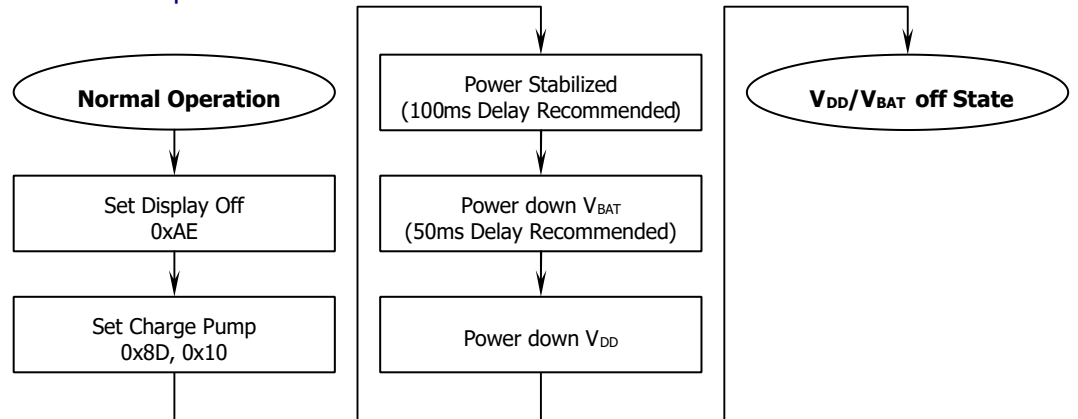 Normal Operation
Set Display Off
0xAE
Set Charge Pump
0x8D, 0x10
Power Stabilized
(100ms Delay Recommended)
Power down VBAT
(50ms Delay Recommended)
Power down VDD
VDD/VBAT off State